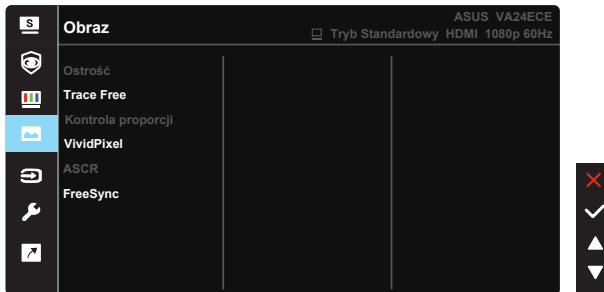 S
Obraz
ASUS VA24ECE
Tryb Standardowy HDMI 1080p 60Hz
Ostrość
Trace Free
Kontrola proporcji
VividPixel
ASCR
FreeSync